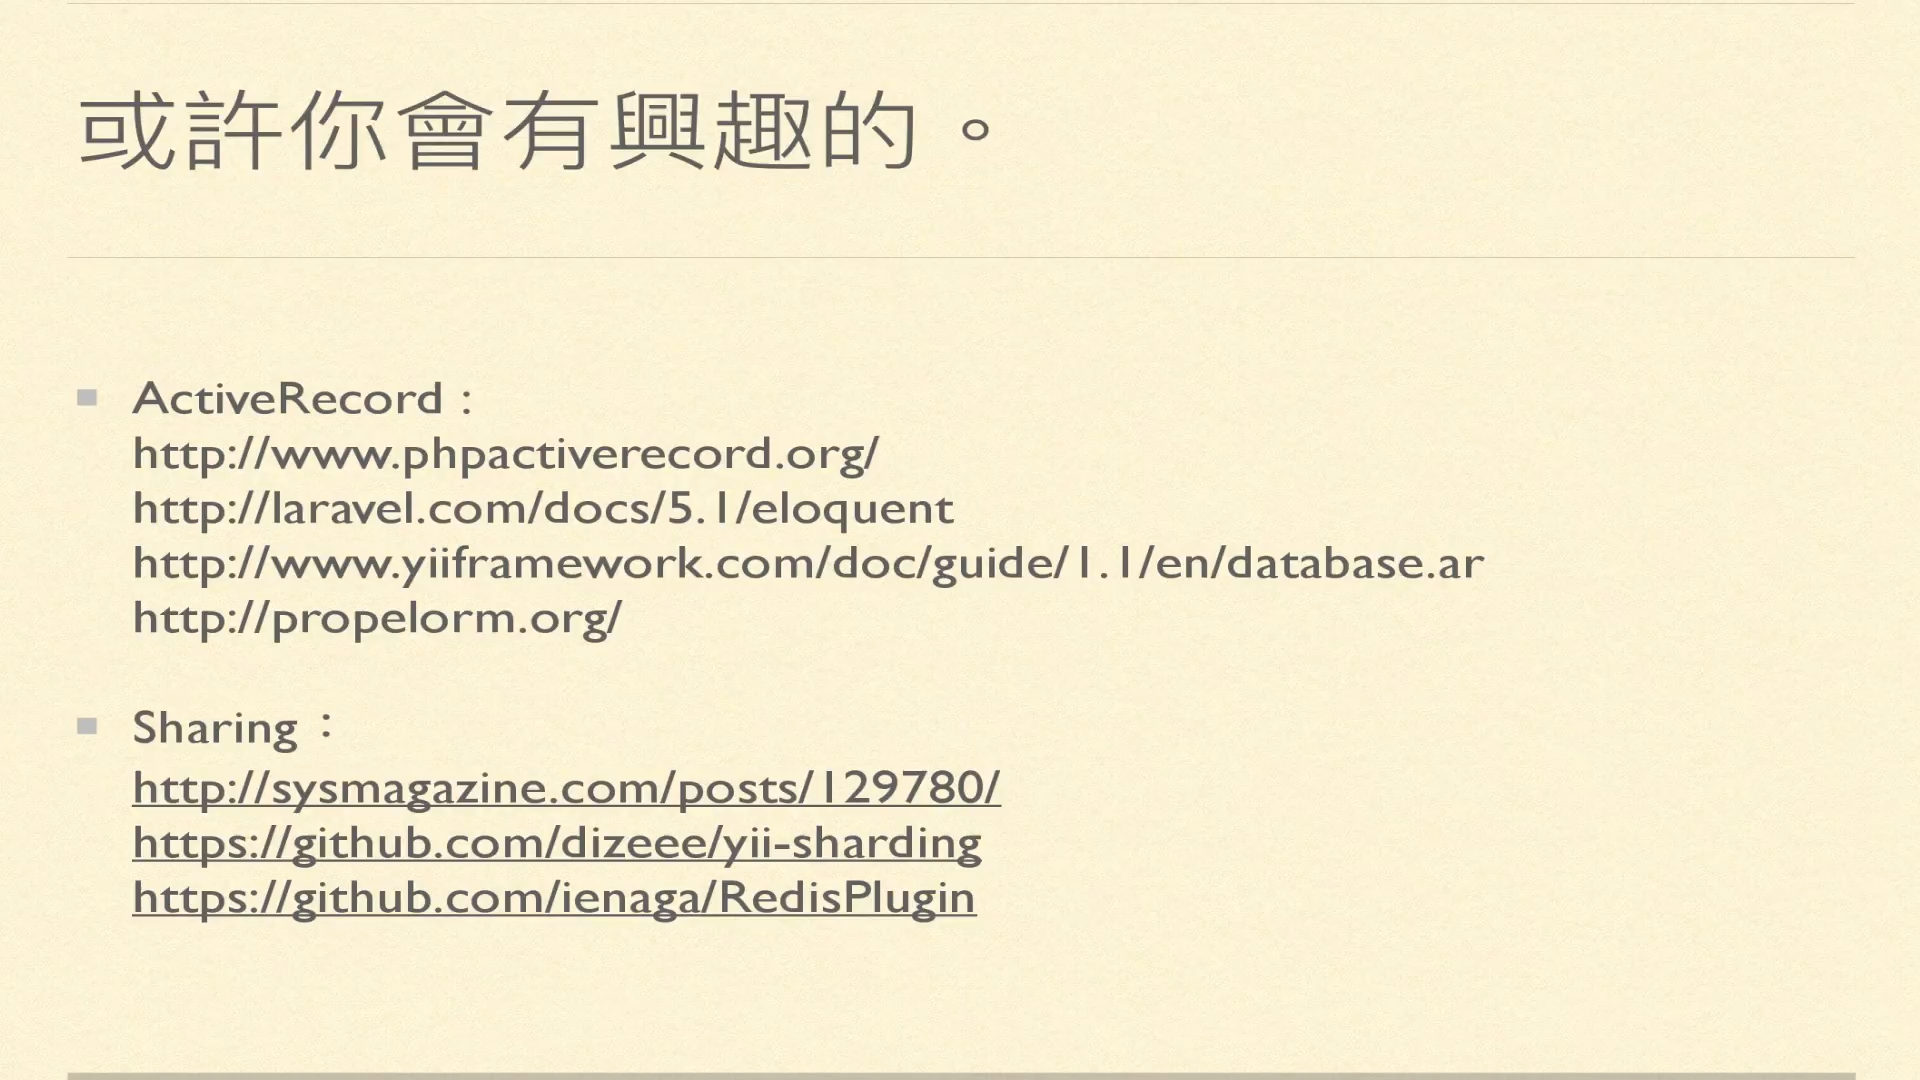 或許你會有興趣的。
ActiveRecord :
http://www.phpactiverecord.org/
http://laravel.com/docs/5.1/eloquent
http://www.yiiframework.com/doc/guide/1.1/en/database.ar
http://propelorm.org/
Sharing：
http://sysmagazine.com/posts/129780/
https://github.com/dizeee/yii-sharding
https://github.com/ienaga/RedisPlugin